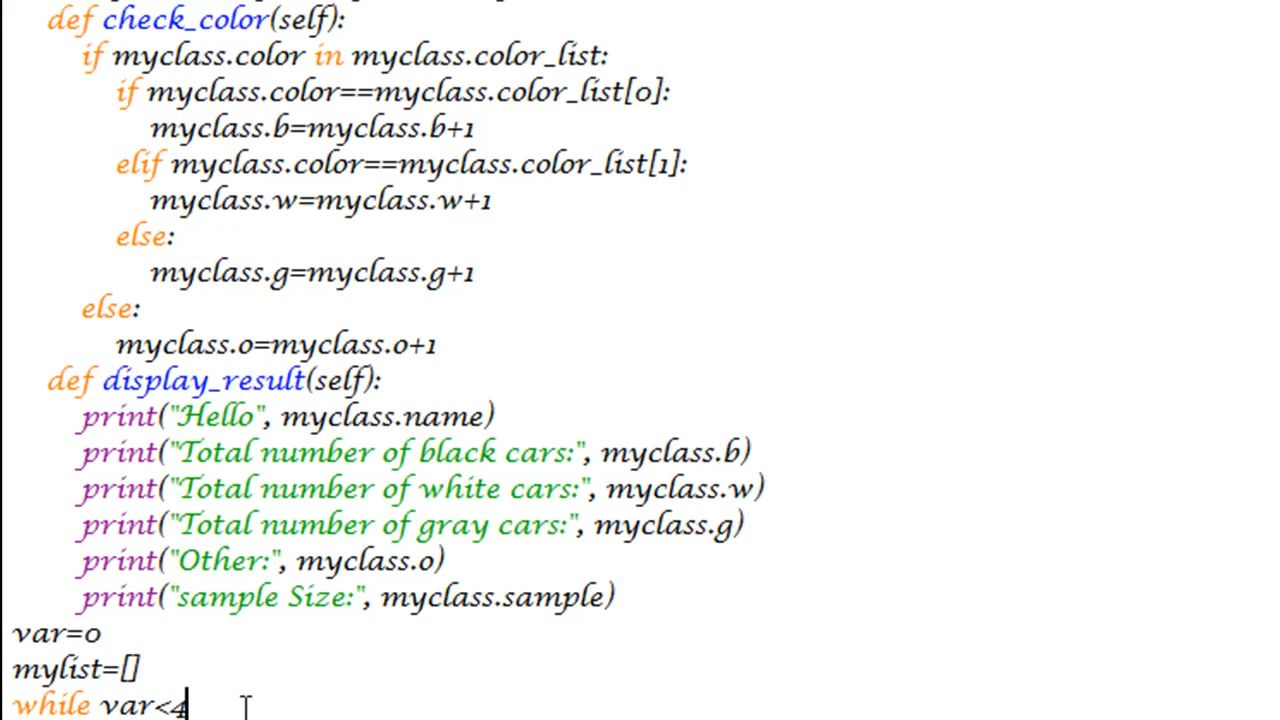 def check_color(self):
if myclass.color in myclass.color_list:
if myclass.color==myclass.color_list[0]:
myclass.b=myclass.b+1
elif myclass.color==myclass.color_list[1]:
myclass.w=myclass.w+1
else:
myclass.g=myclass.g+1
else:
myclass.o=myclass.o+1
def display_result(self):
print("Hello", myclass.name)
print("Total number of black cars:", myclass.b)
print("Total number of white cars:", myclass.w)
print("Total number of gray cars:", myclass.g)
print("Other:", myclass.o)
print("sample Size:", myclass.sample)
var=0
mylist=[]
while var<4